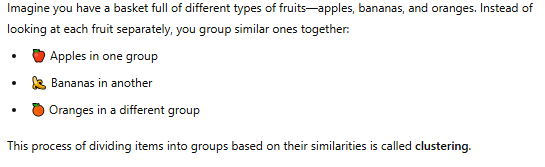 Imagine you have a basket full of different types of fruits—apples, bananas, and oranges. Instead of
looking at each fruit separately, you group similar ones together:
• 🍎 Apples in one group
• 🍌 Bananas in another
• 🍊 Oranges in a different group
This process of dividing items into groups based on their similarities is called clustering.